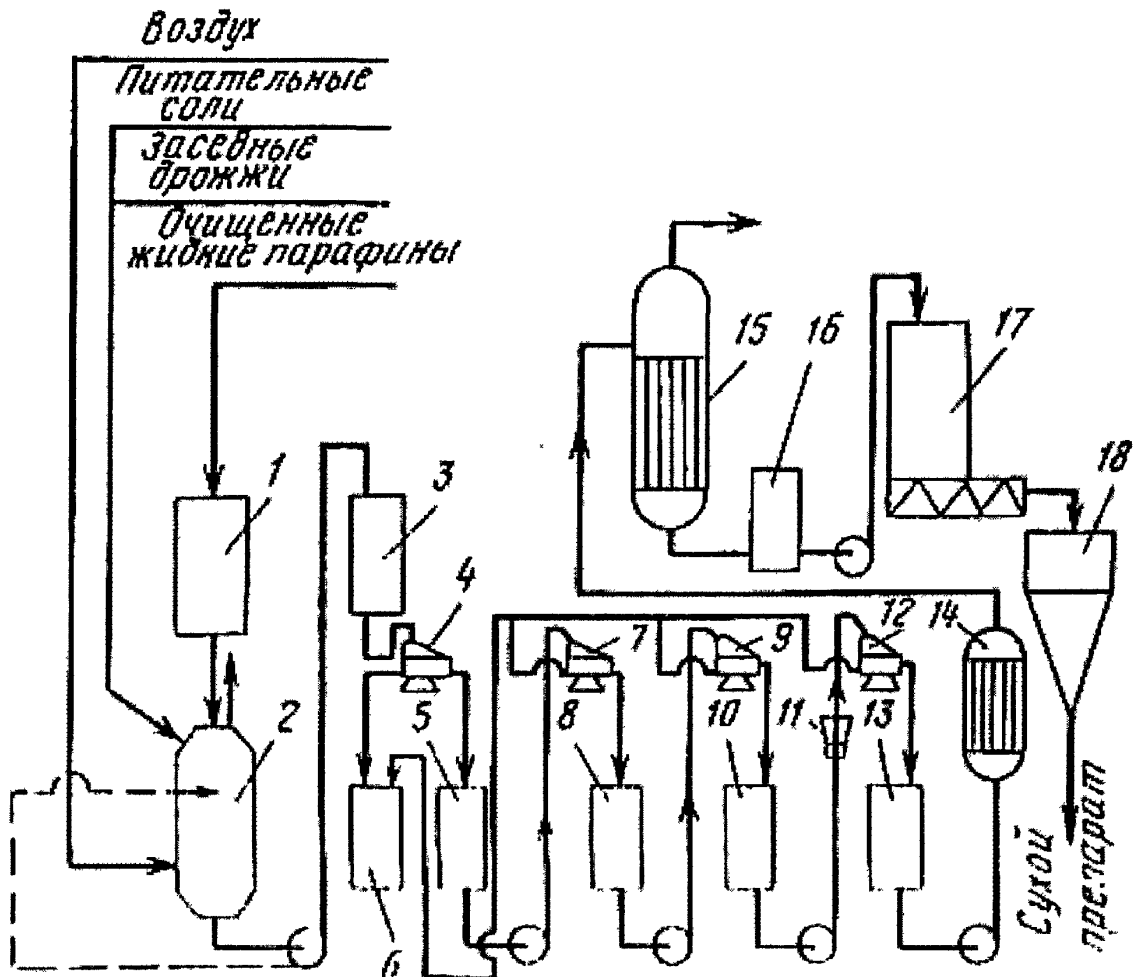 Воздух
Питательные
соли
Засевные
дрожжи
Очищенные
жидкие парафины
15
16
17
18
1
3
4
7
9
12
14
2
5
8
10
11
13
6
Сухой
препарат